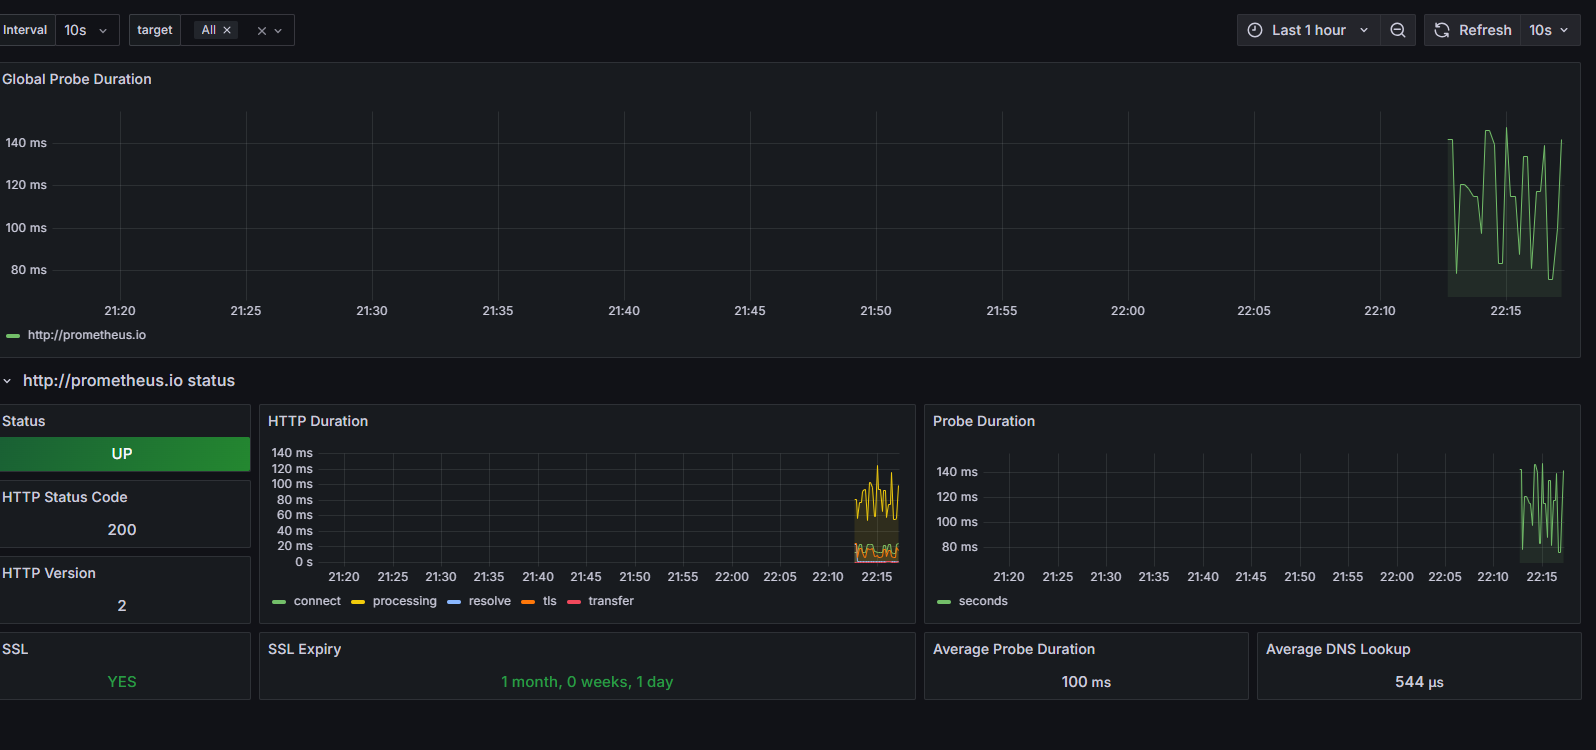 Interval 10s target All Last 1 hour Refresh 10s
Global Probe Duration
140 ms
120 ms
100 ms
80 ms
21:20 21:25 21:30 21:35 21:40 21:45 21:50 21:55 22:00 22:05 22:10 22:15
http://prometheus.io
http://prometheus.io status
Status
UP
HTTP Status Code
200
HTTP Version
2
HTTP Duration
140 ms
120 ms
100 ms
80 ms
60 ms
40 ms
20 ms
0 s
21:20 21:25 21:30 21:35 21:40 21:45 21:50 21:55 22:00 22:05 22:10 22:15
connect processing resolve tls transfer
Probe Duration
140 ms
120 ms
100 ms
80 ms
21:20 21:25 21:30 21:35 21:40 21:45 21:50 21:55 22:00 22:05 22:10 22:15
seconds
SSL
YES
SSL Expiry
1 month, 0 weeks, 1 day
Average Probe Duration
100 ms
Average DNS Lookup
544 µs